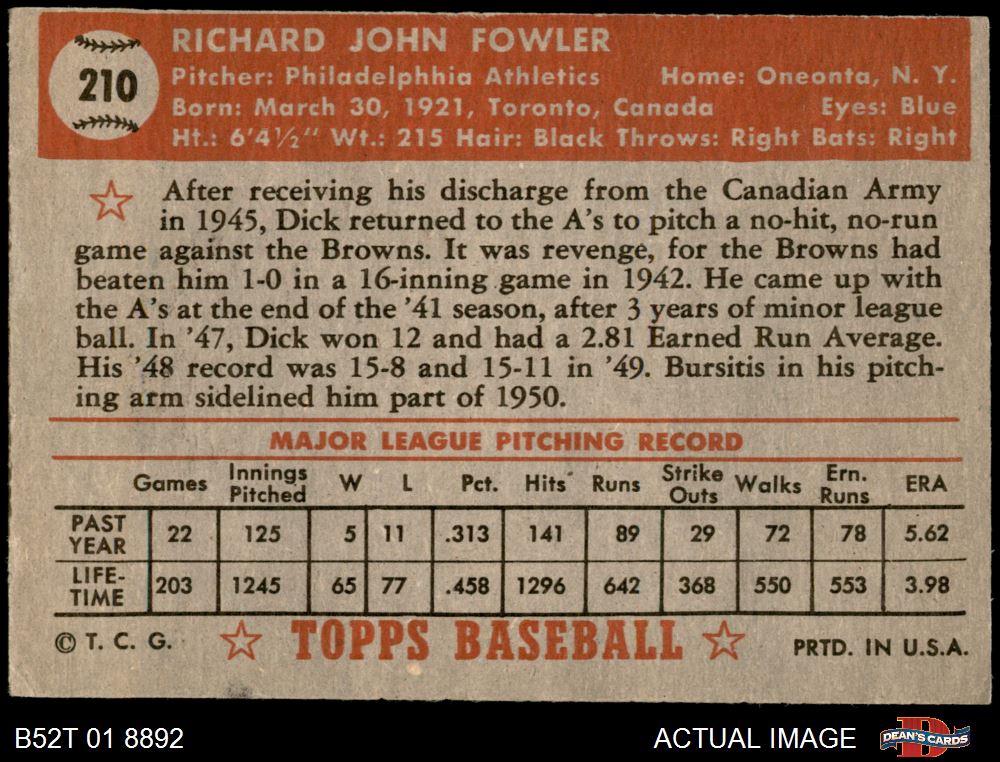 210
RICHARD JOHN FOWLER
Pitcher: Philadelphhia Athletics Home: Oneonta, N. Y.
Born: March 30, 1921, Toronto, Canada Eyes: Blue
Ht.: 6'4½" Wt.: 215 Hair: Black Throws: Right Bats: Right
After receiving his discharge from the Canadian Army
in 1945, Dick returned to the A's to pitch a no-hit, no-run
game against the Browns. It was revenge, for the Browns had
beaten him 1-0 in a 16-inning game in 1942. He came up with
the A's at the end of the '41 season, after 3 years of minor league
ball. In '47, Dick won 12 and had a 2.81 Earned Run Average.
His '48 record was 15-8 and 15-11 in '49. Bursitis in his pitch-
ing arm sidelined him part of 1950.
MAJOR LEAGUE PITCHING RECORD
Games Innings Pitched W L Pct. Hits Runs Strike Outs Walks Ern. Runs ERA
PAST YEAR 22 125 5 11 .313 141 89 29 72 78 5.62
LIFE-TIME 203 1245 65 77 .458 1296 642 368 550 553 3.98
© T. C. G. TOPPS BASEBALL PRTD. IN U.S.A.
B52T 01 8892 ACTUAL IMAGE DEAN'S CARDS